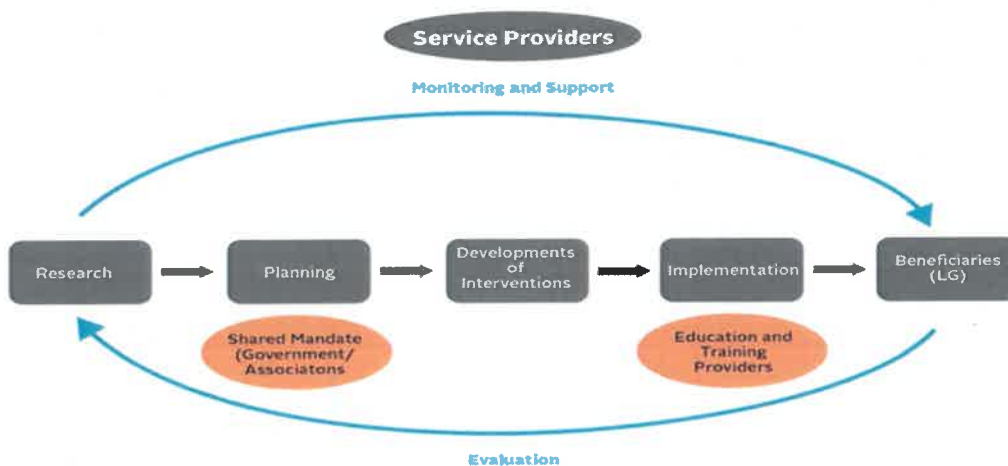 Service Providers
Monitoring and Support
Research
Planning
Developments
of
Interventions
Implementation
Beneficiaries
(LG)
Shared Mandate
(Government/
Associatons
Education and
Training
Providers
Evaluation